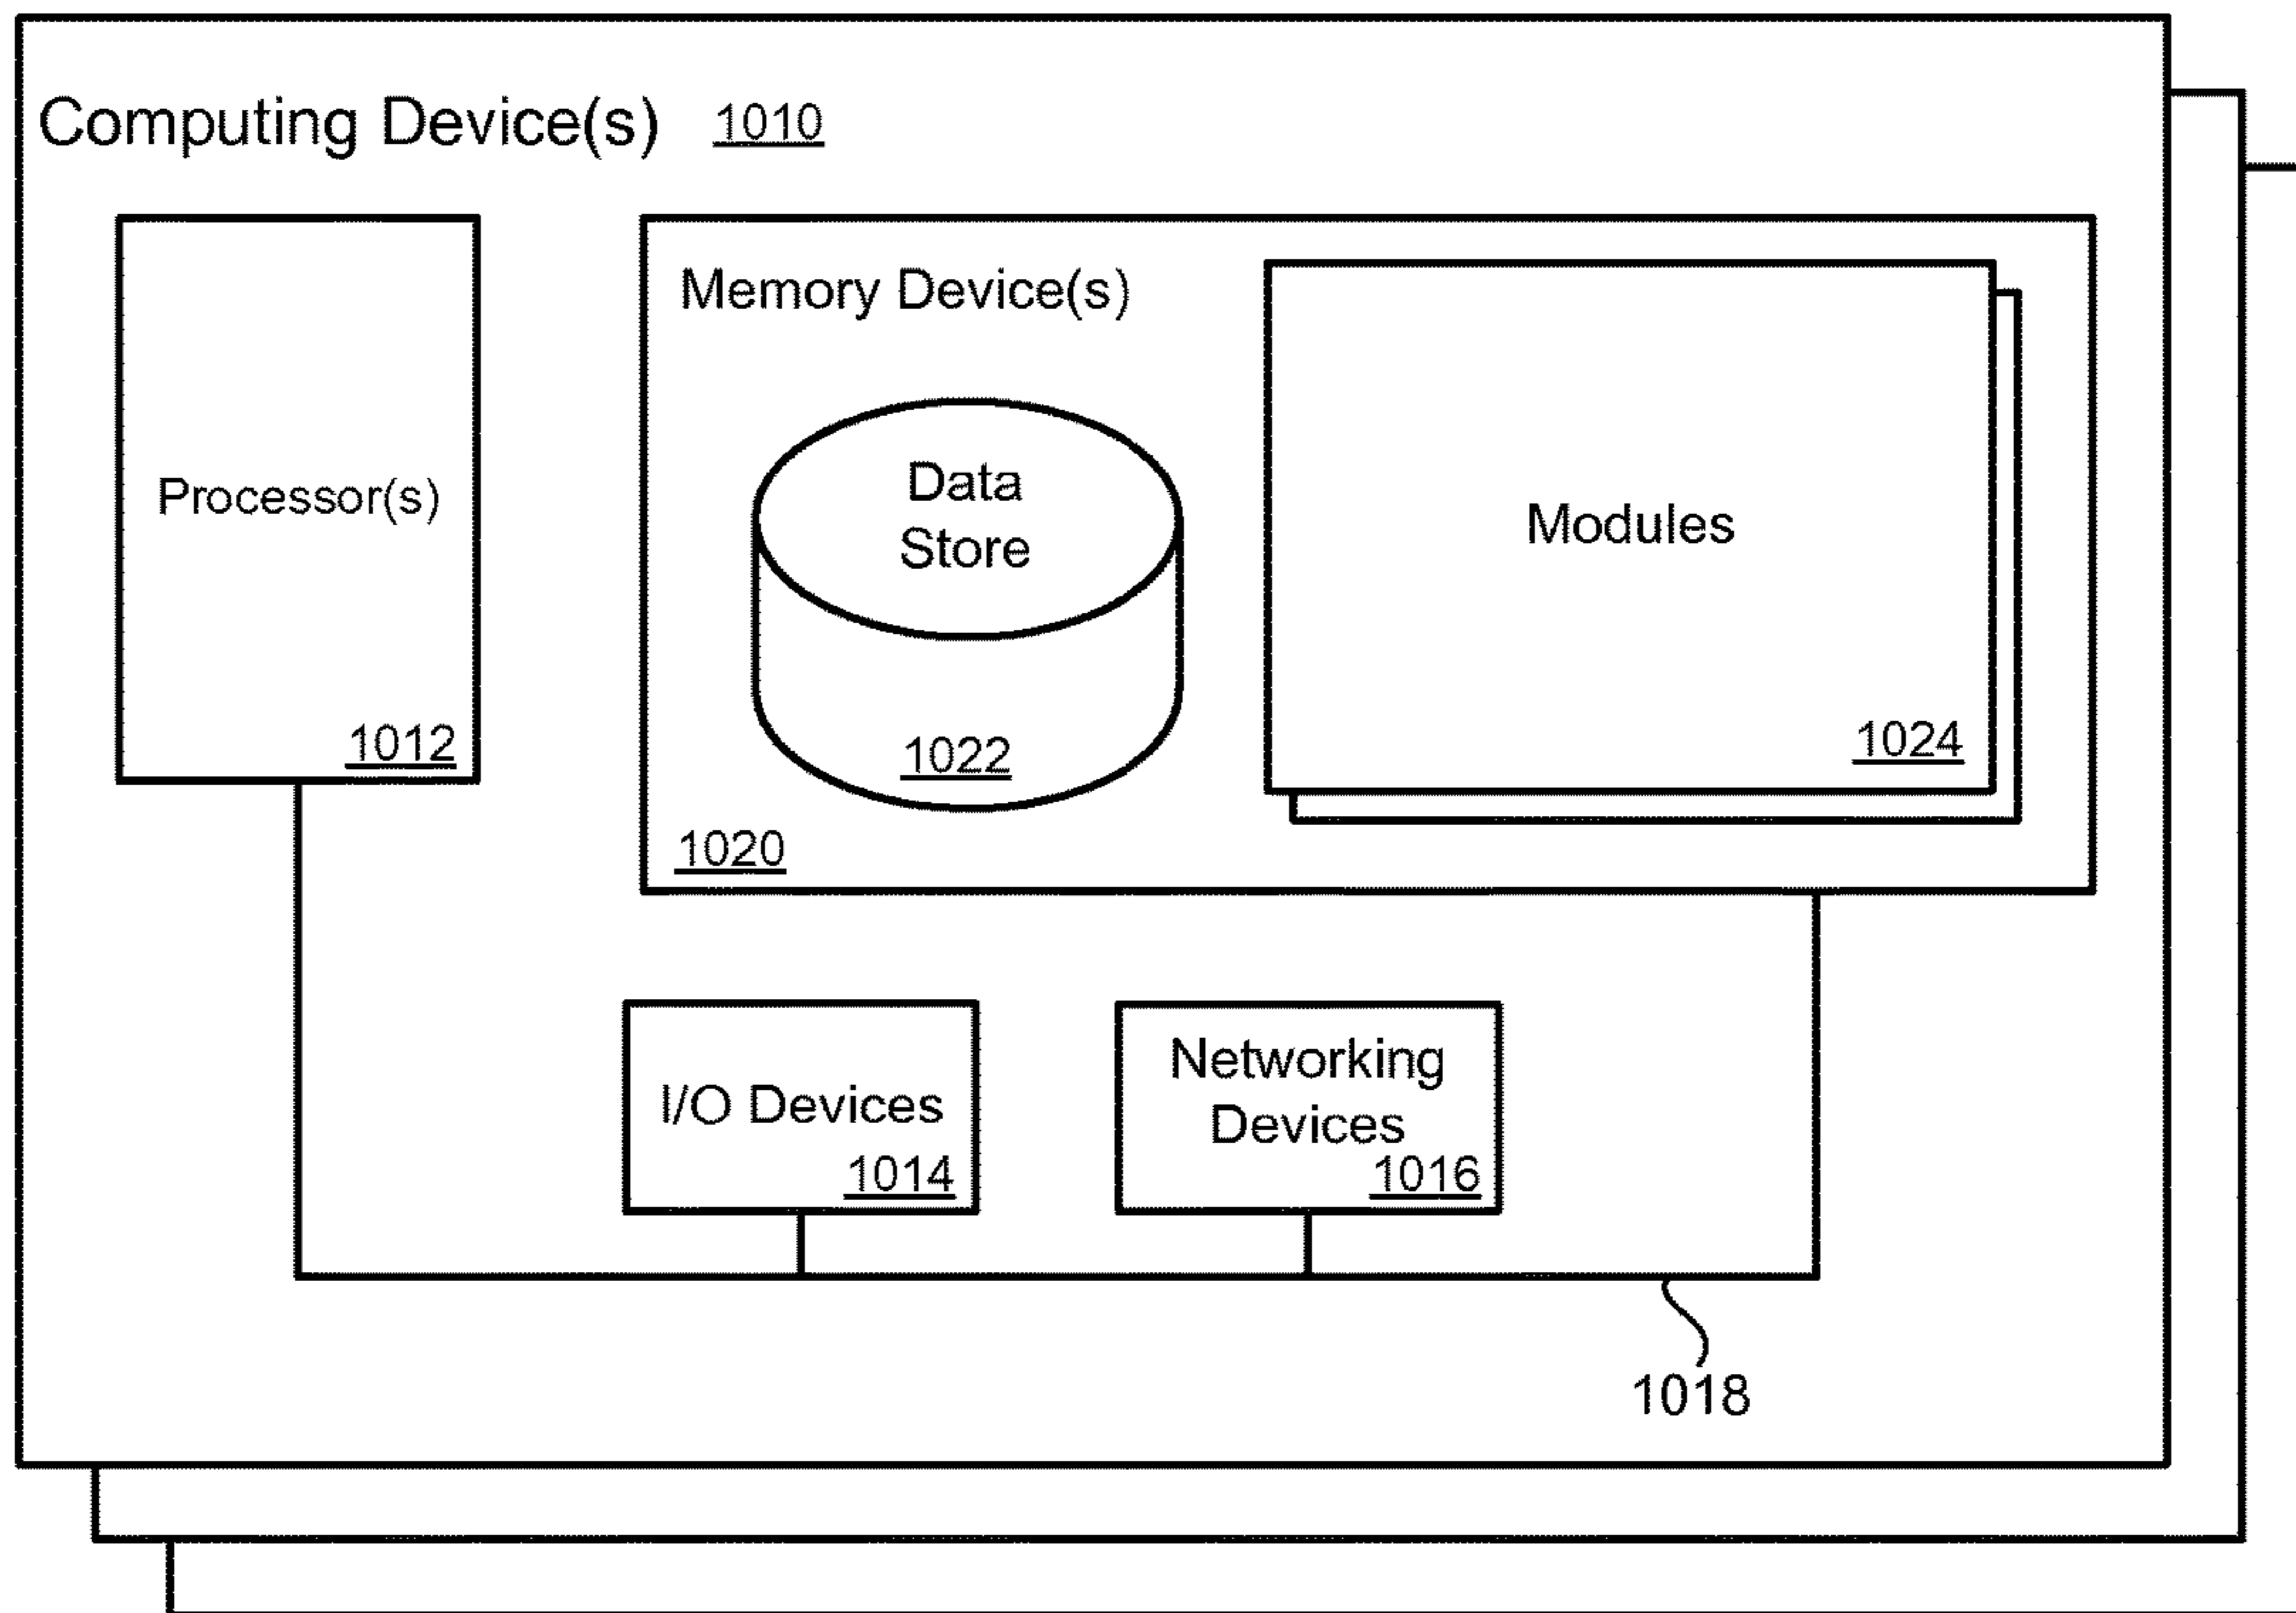 Computing Device(s) 1010
Processor(s)
1012
Memory Device(s)
Data
Store
1022
1020
Modules
1024
I/O Devices
1014
Networking
Devices
1016
1018